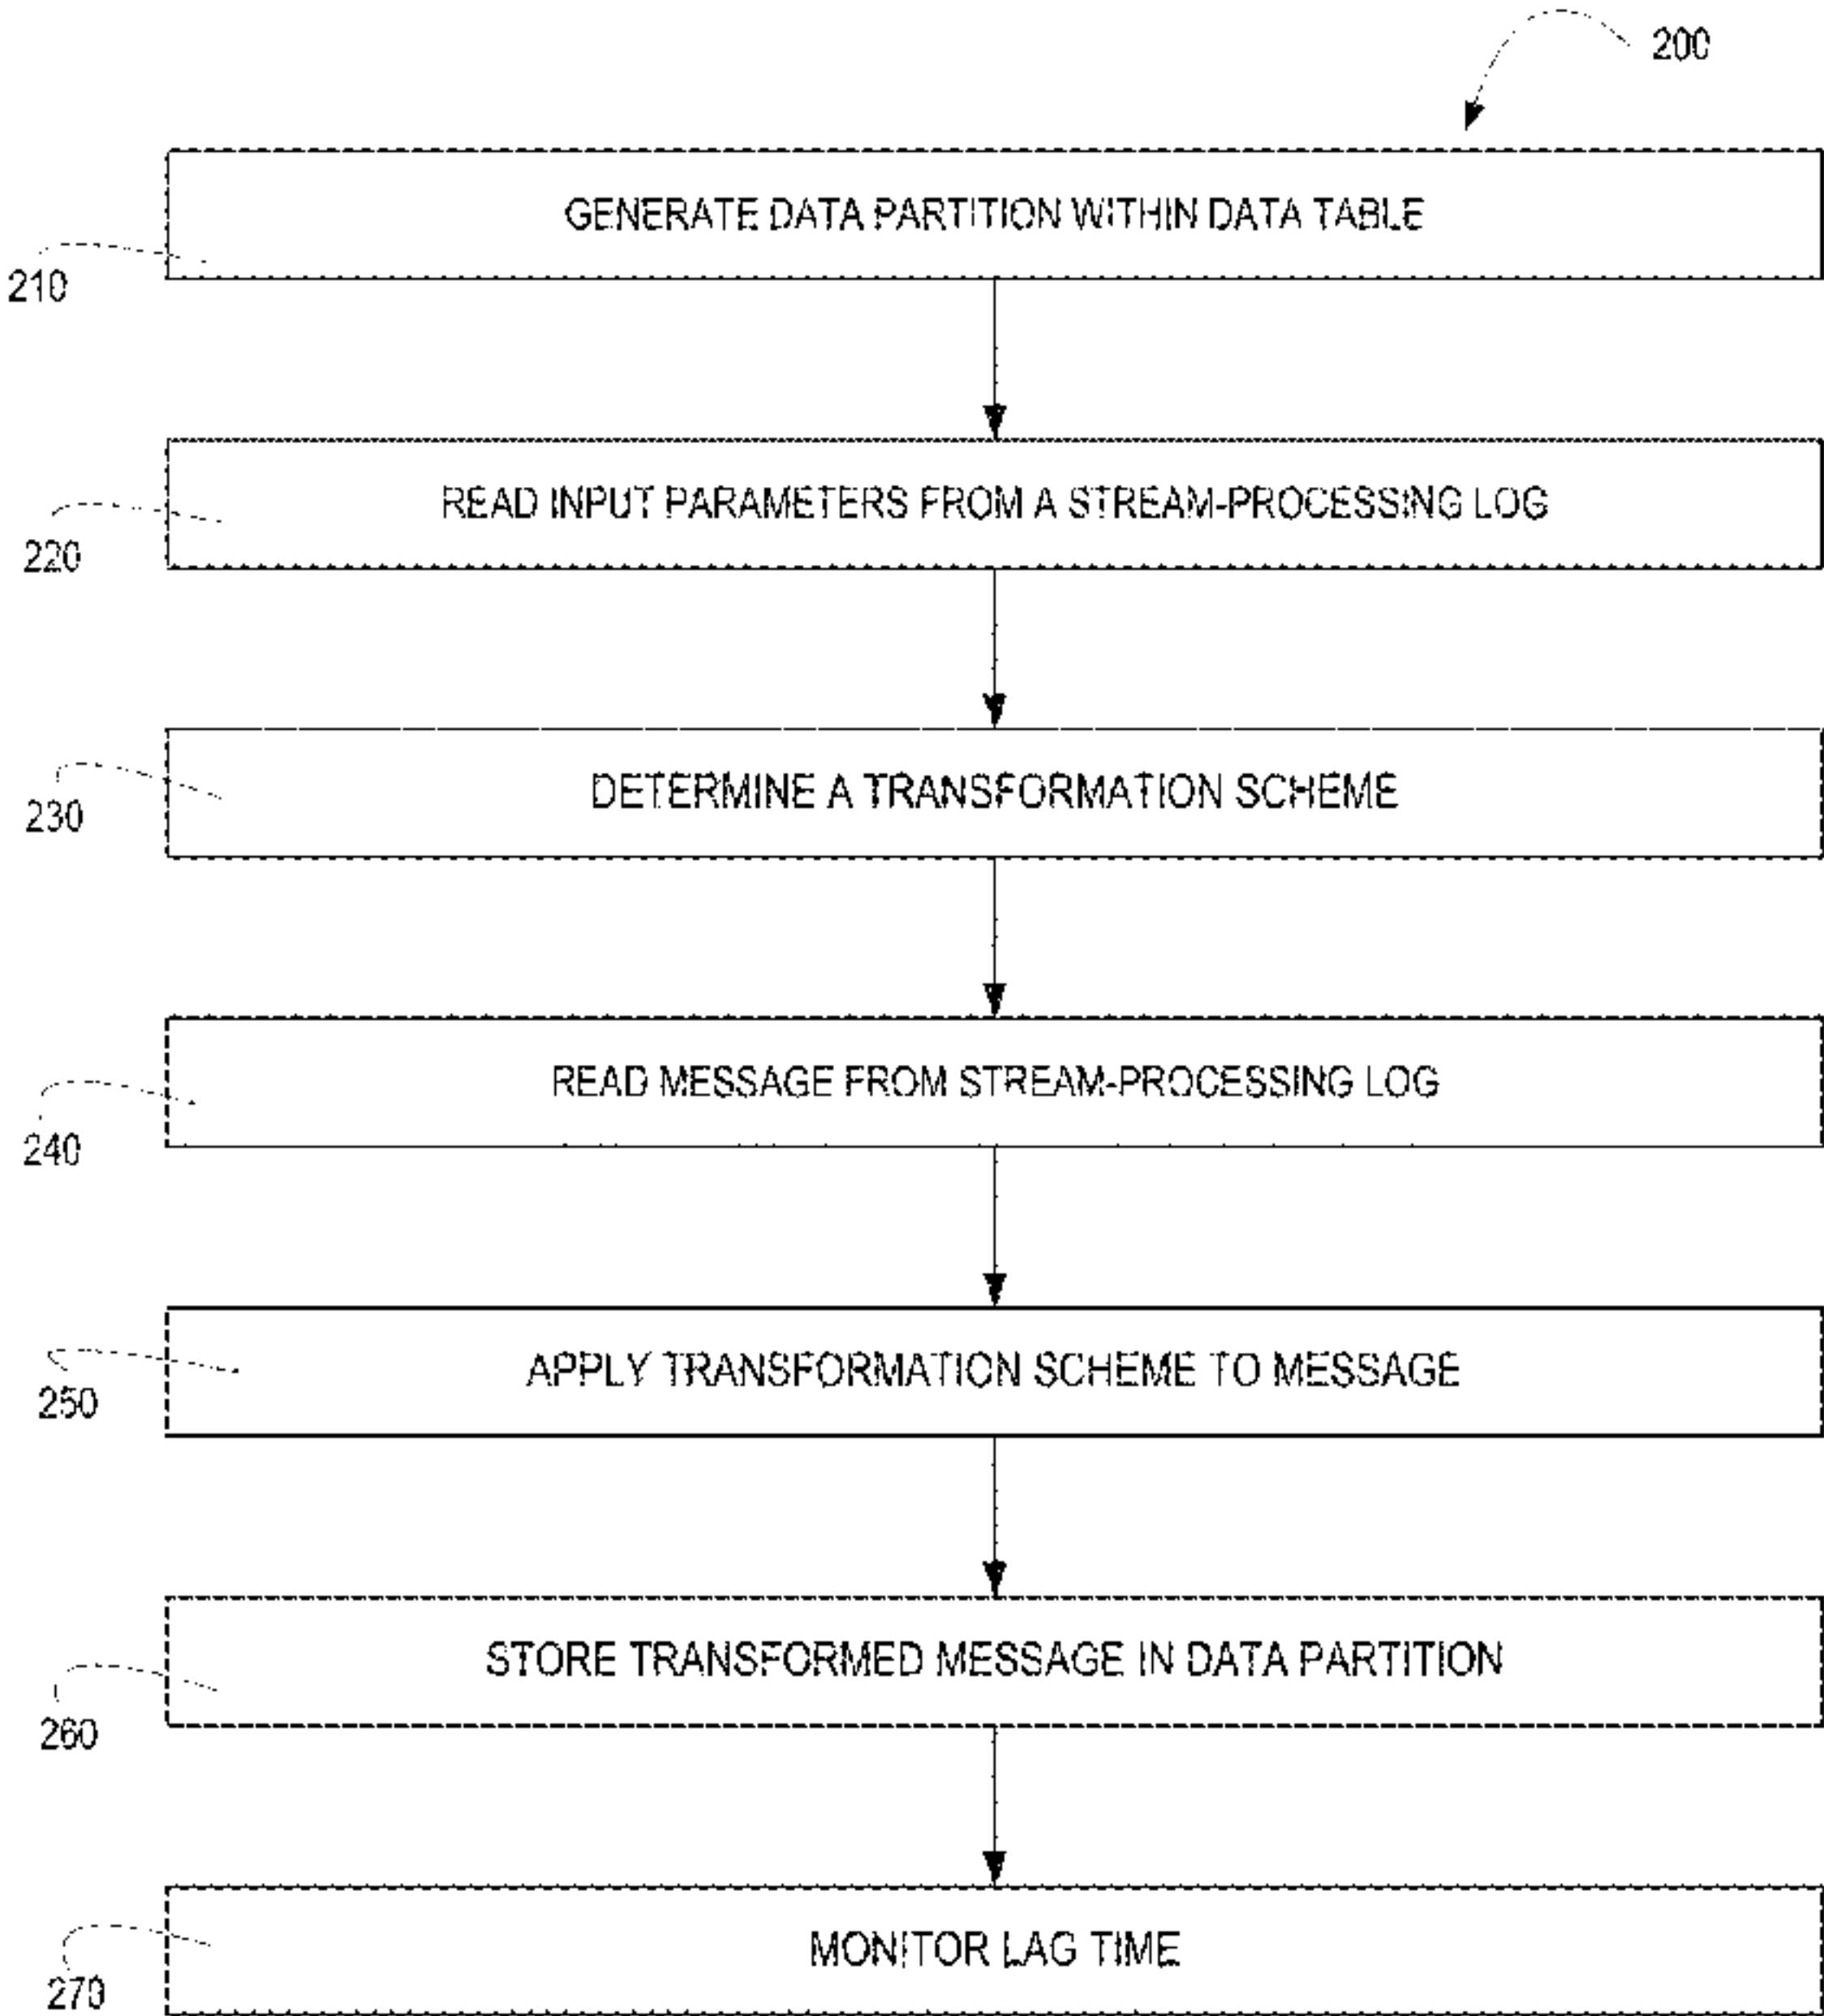 200
GENERATE DATA PARTITION WITHIN DATA TABLE
210
READ INPUT PARAMETERS FROM A STREAM-PROCESSING LOG
220
DETERMINE A TRANSFORMATION SCHEME
230
READ MESSAGE FROM STREAM-PROCESSING LOG
240
APPLY TRANSFORMATION SCHEME TO MESSAGE
250
STORE TRANSFORMED MESSAGE IN DATA PARTITION
260
MONITOR LAG TIME
270